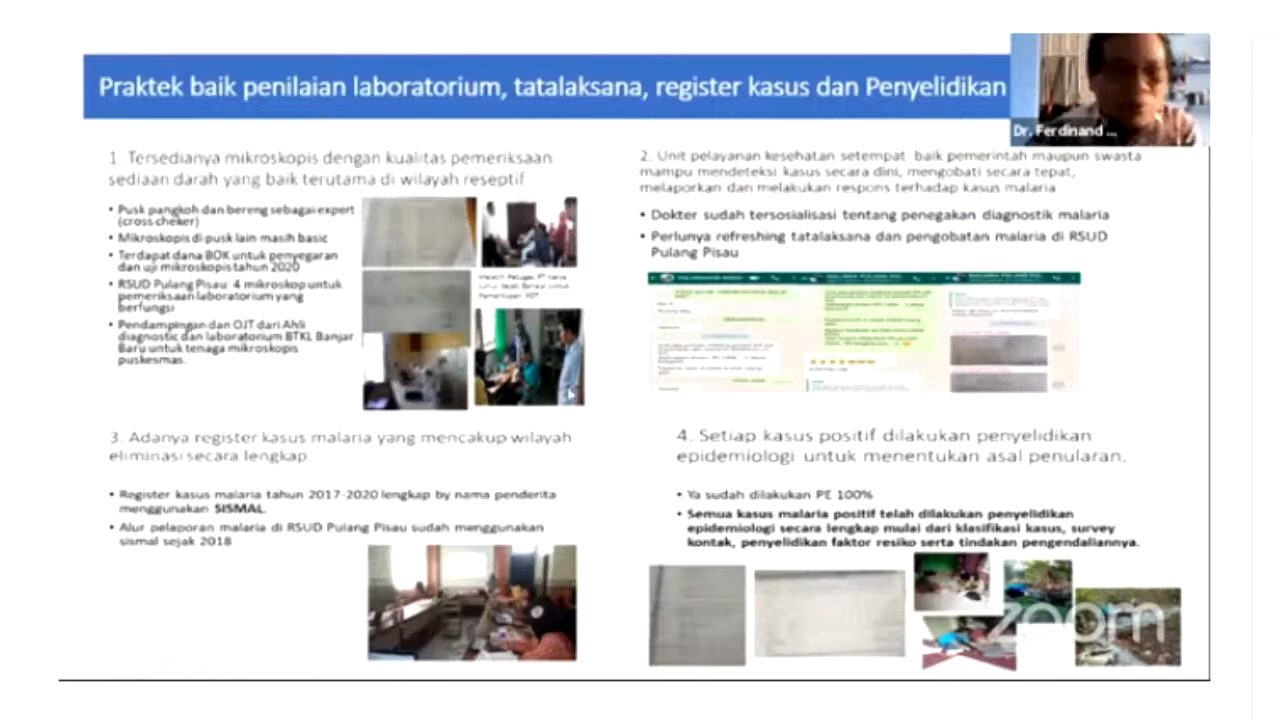 Praktek baik penilaian laboratorium, tatalaksana, register kasus dan Penyelidikan
Dr. Ferdinand ...
1. Tersedianya mikroskopis dengan kualitas pemeriksaan
sediaan darah yang baik terutama di wilayah reseptif
• Pusk pangkoh dan bereng sebagai expert
(cross cheker)
• Mikroskopis di pusk lain masih basic
• Terdapat dana BOK untuk penyegaran
dan uji mikroskopis tahun 2020
• RSUD Pulang Pisau: 4 mikroskop untuk
pemeriksaan laboratorium yang
berfungsi
• Pendampingan dan OJT dari Ahli
diagnostic dan laboratorium BTKL Banjar
Baru untuk tenaga mikroskopis
puskesmas.
2. Unit pelayanan kesehatan setempat baik pemerintah maupun swasta
mampu mendeteksi kasus secara dini, mengobati secara tepat,
melaporkan dan melakukan respons terhadap kasus malaria
• Dokter sudah tersosialisasi tentang penegakan diagnostik malaria
• Perlunya refreshing tatalaksana dan pengobatan malaria di RSUD
Pulang Pisau
3. Adanya register kasus malaria yang mencakup wilayah
eliminasi secara lengkap
• Register kasus malaria tahun 2017-2020 lengkap by nama penderita
menggunakan SISMAL.
• Alur pelaporan malaria di RSUD Pulang Pisau sudah menggunakan
sismal sejak 2018
4. Setiap kasus positif dilakukan penyelidikan
epidemiologi untuk menentukan asal penularan.
• Ya sudah dilakukan PE 100%
• Semua kasus malaria positif telah dilakukan penyelidikan
epidemiologi secara lengkap mulai dari klasifikasi kasus, survey
kontak, penyelidikan faktor resiko serta tindakan pengendaliannya.
zoom